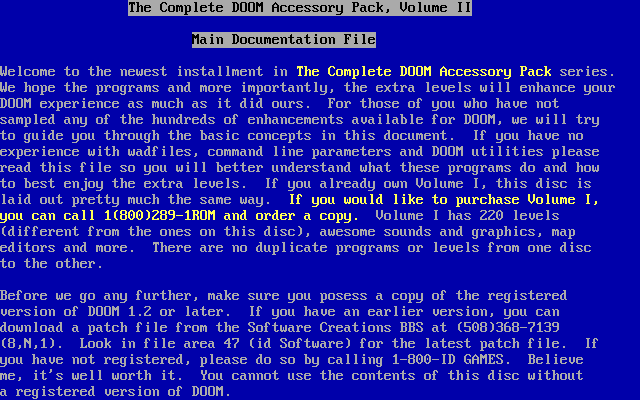 The Complete DOOM Accessory Pack, Volume II
Main Documentation File
Welcome to the newest installment in The Complete DOOM Accessory Pack series.
We hope the programs and more importantly, the extra levels will enhance your
DOOM experience as much as it did ours.  For those of you who have not
sampled any of the hundreds of enhancements available for DOOM, we will try
to guide you through the basic concepts in this document.  If you have no
experience with wadfiles, command line parameters and DOOM utilities please
read this file so you will better understand what these programs do and how
to best enjoy the extra levels.  If you already own Volume I, this disc is
laid out pretty much the same way.  If you would like to purchase Volume I,
you can call 1(800)289-1ROM and order a copy.  Volume I has 220 levels
(different from the ones on this disc), awesome sounds and graphics, map
editors and more.  There are no duplicate programs or levels from one disc
to the other.
Before we go any further, make sure you posess a copy of the registered
version of DOOM 1.2 or later.  If you have an earlier version, you can
download a patch file from the Software Creations BBS at (508)368-7139
(8,N,1).  Look in file area 47 (id Software) for the latest patch file.  If
you have not registered, please do so by calling 1-800-ID GAMES.  Believe
me, it's well worth it.  You cannot use the contents of this disc without
a registered version of DOOM.